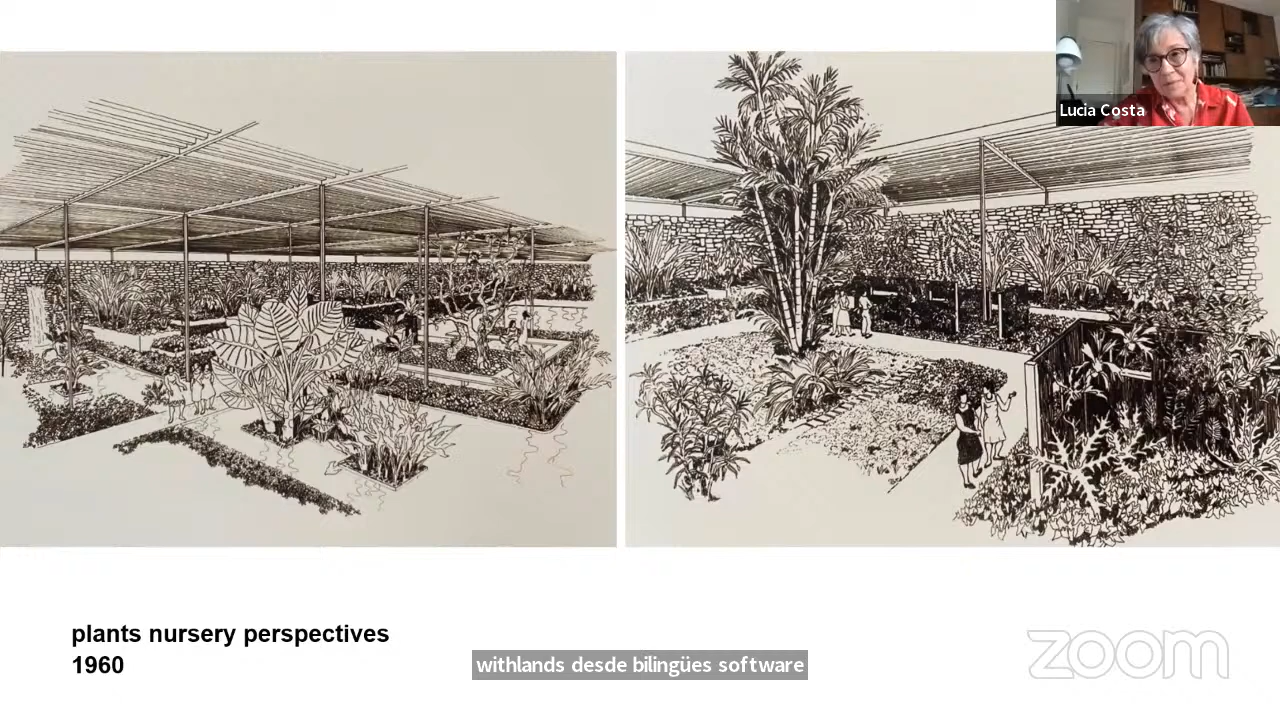 Lucia Costa
plants nursery perspectives
1960
withlands desde bilingües software
zoom